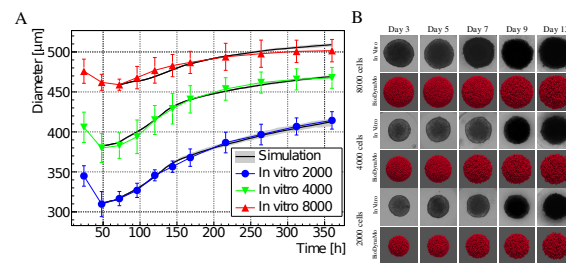 A
Diameter [μm]
500
450
400
350
300
Simulation
In vitro 2000
In vitro 4000
In vitro 8000
0 50 100 150 200 250 300 350
Time [h]
B
Day 3 Day 5 Day 7 Day 9 Day 13
8000 cells
In Vitro
BioDynaMo
4000 cells
In Vitro
BioDynaMo
2000 cells
In Vitro
BioDynaMo